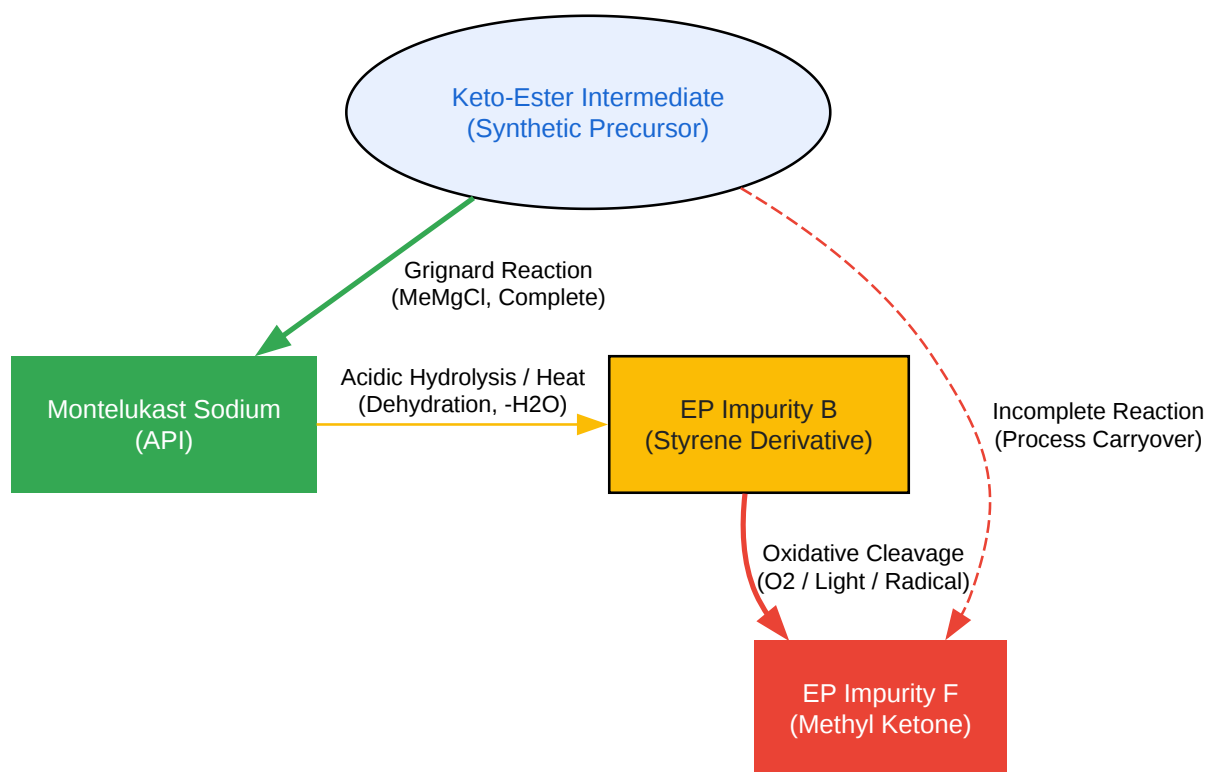 Keto-Ester Intermediate
(Synthetic Precursor)
Grignard Reaction
(MeMgCl, Complete)
Montelukast Sodium
(API)
Acidic Hydrolysis / Heat
(Dehydration, -H2O)
EP Impurity B
(Styrene Derivative)
Incomplete Reaction
(Process Carryover)
Oxidative Cleavage
(O2 / Light / Radical)
EP Impurity F
(Methyl Ketone)